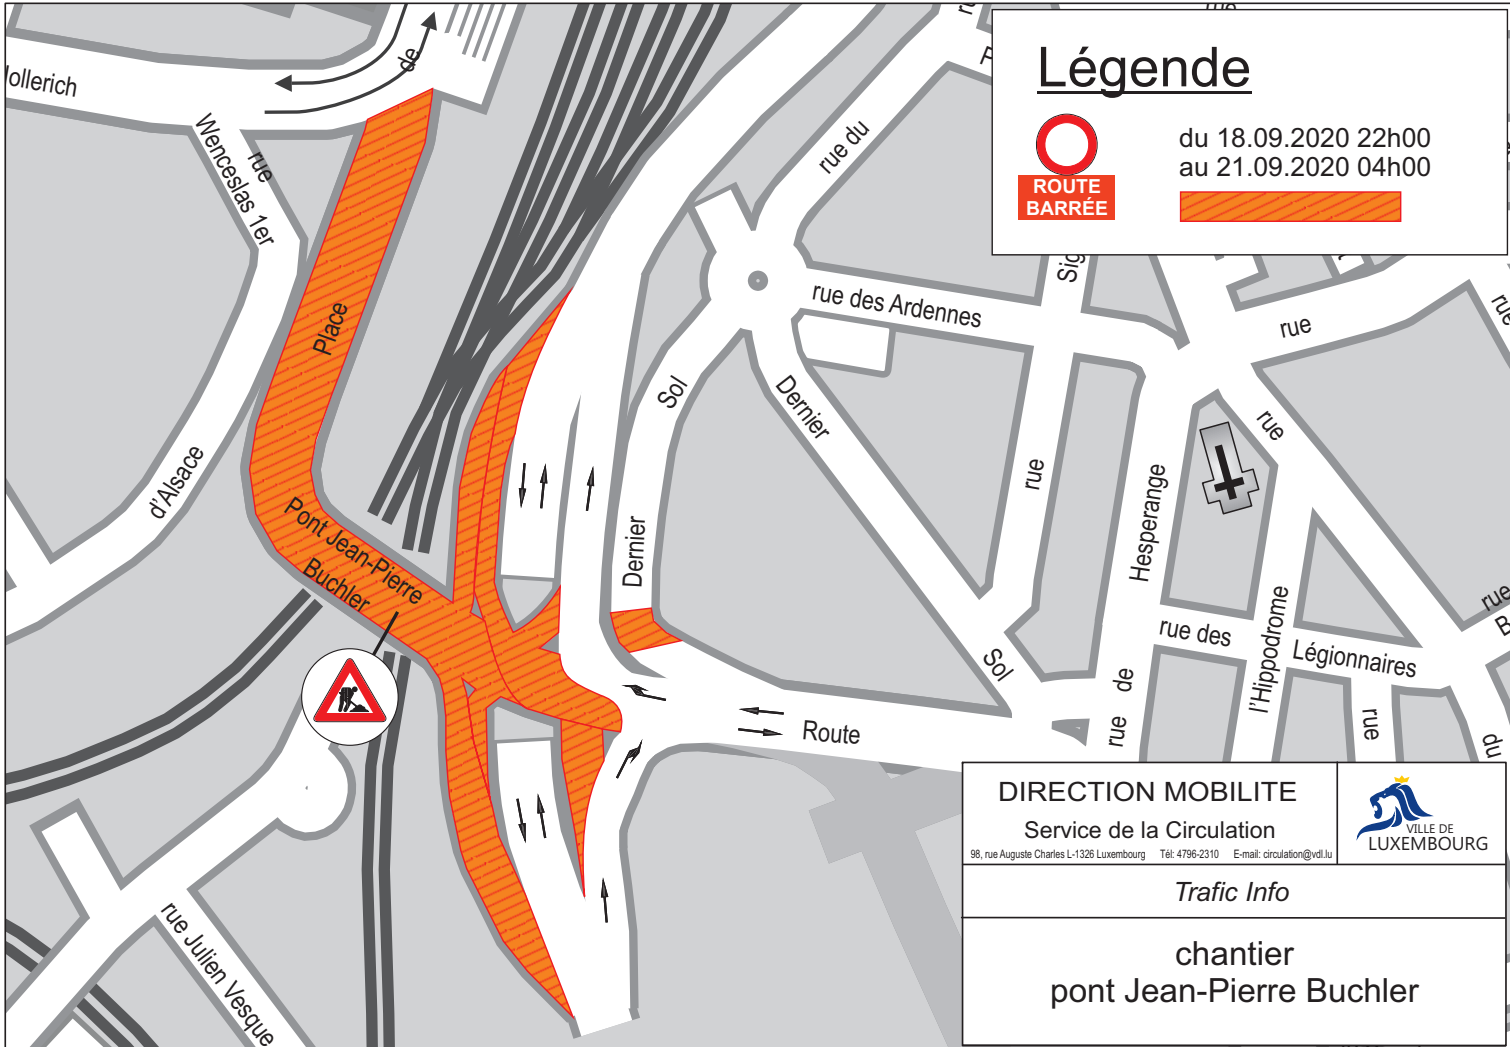 Légende
ROUTE
BARRÉE
du 18.09.2020 22h00
au 21.09.2020 04h00
de
rue
Wenceslas 1er
rue du
Place
rue des Ardennes
rue
rue
Sol
Dernier
rue
d'Alsace
rue
Hesperange
Pont Jean-Pierre
Buchler
Dernier
l'Hippodrome
rue des
Légionnaires
rue
Sol
rue de
rue
du
Route
rue Julien Vesque
DIRECTION MOBILITE
Service de la Circulation
98, rue Auguste Charles L-1326 Luxembourg Tél: 4796-2310 E-mail: circulation@vdl.lu
VILLE DE
LUXEMBOURG
Trafic Info
chantier
pont Jean-Pierre Buchler